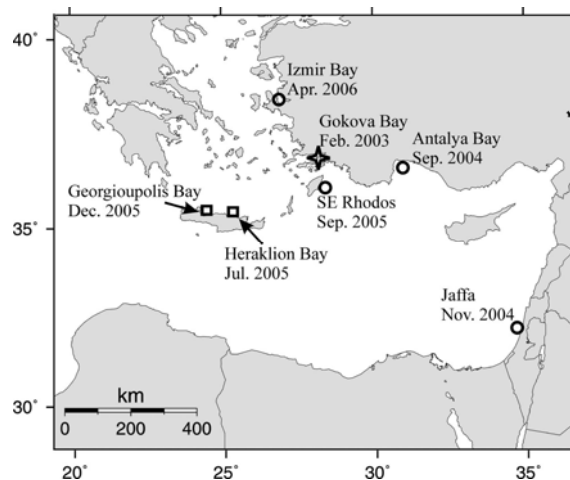 Izmir Bay
Apr. 2006
Gokova Bay
Feb. 2003
Antalya Bay
Sep. 2004
Georgioupolis Bay
Dec. 2005
SE Rhodos
Sep. 2005
Heraklion Bay
Jul. 2005
Jaffa
Nov. 2004
40˚
35˚
30˚
km
0 200 400
20˚ 25˚ 30˚ 35˚